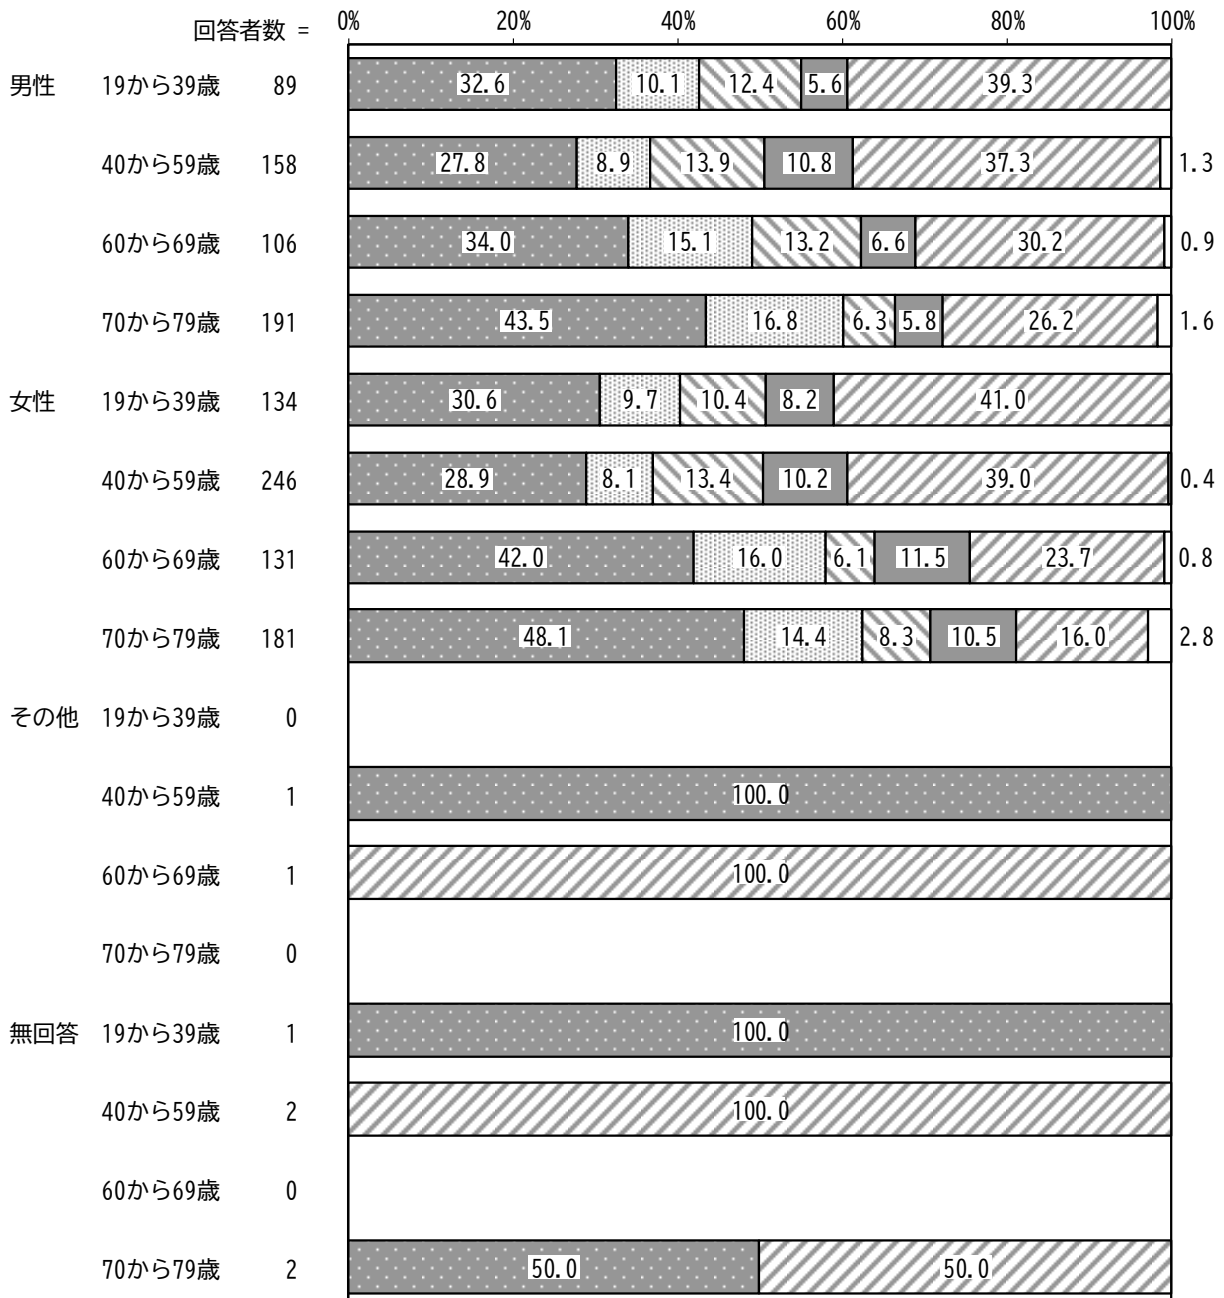 回答者数 = 0% 20% 40% 60% 80% 100%
男性 19から39歳 89 32.6 10.1 12.4 5.6 39.3
40から59歳 158 27.8 8.9 13.9 10.8 37.3 1.3
60から69歳 106 34.0 15.1 13.2 6.6 30.2 0.9
70から79歳 191 43.5 16.8 6.3 5.8 26.2 1.6
女性 19から39歳 134 30.6 9.7 10.4 8.2 41.0
40から59歳 246 28.9 8.1 13.4 10.2 39.0 0.4
60から69歳 131 42.0 16.0 6.1 11.5 23.7 0.8
70から79歳 181 48.1 14.4 8.3 10.5 16.0 2.8
その他 19から39歳 0
40から59歳 1 100.0
60から69歳 1 100.0
70から79歳 0
無回答 19から39歳 1 100.0
40から59歳 2 100.0
60から69歳 0
70から79歳 2 50.0 50.0